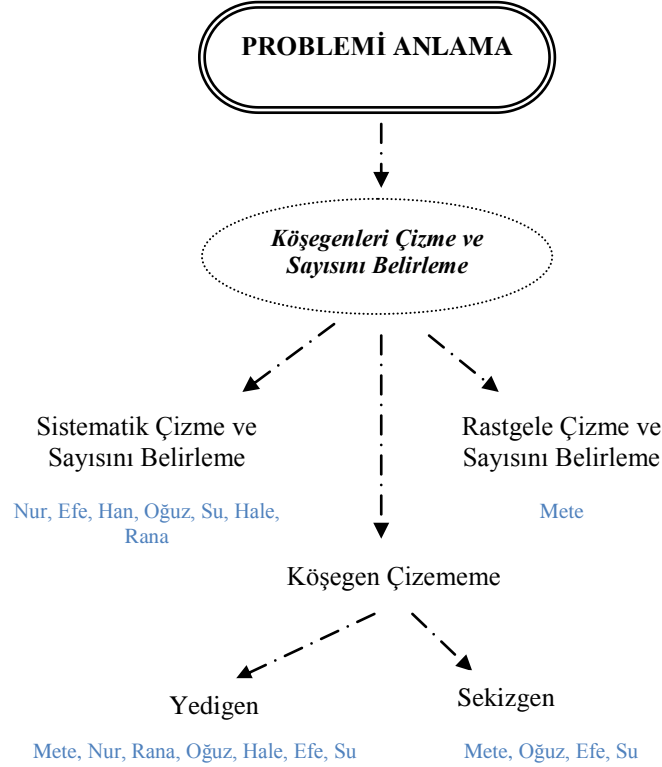 PROBLEMİ ANLAMA
Köşegenleri Çizme ve
Sayısını Belirleme
Sistematik Çizme ve
Sayısını Belirleme
Nur, Efe, Han, Oğuz, Su, Hale,
Rana
Rastgele Çizme ve
Sayısını Belirleme
Mete
Köşegen Çizememe
Yedigen
Mete, Nur, Rana, Oğuz, Hale, Efe, Su
Sekizgen
Mete, Oğuz, Efe, Su